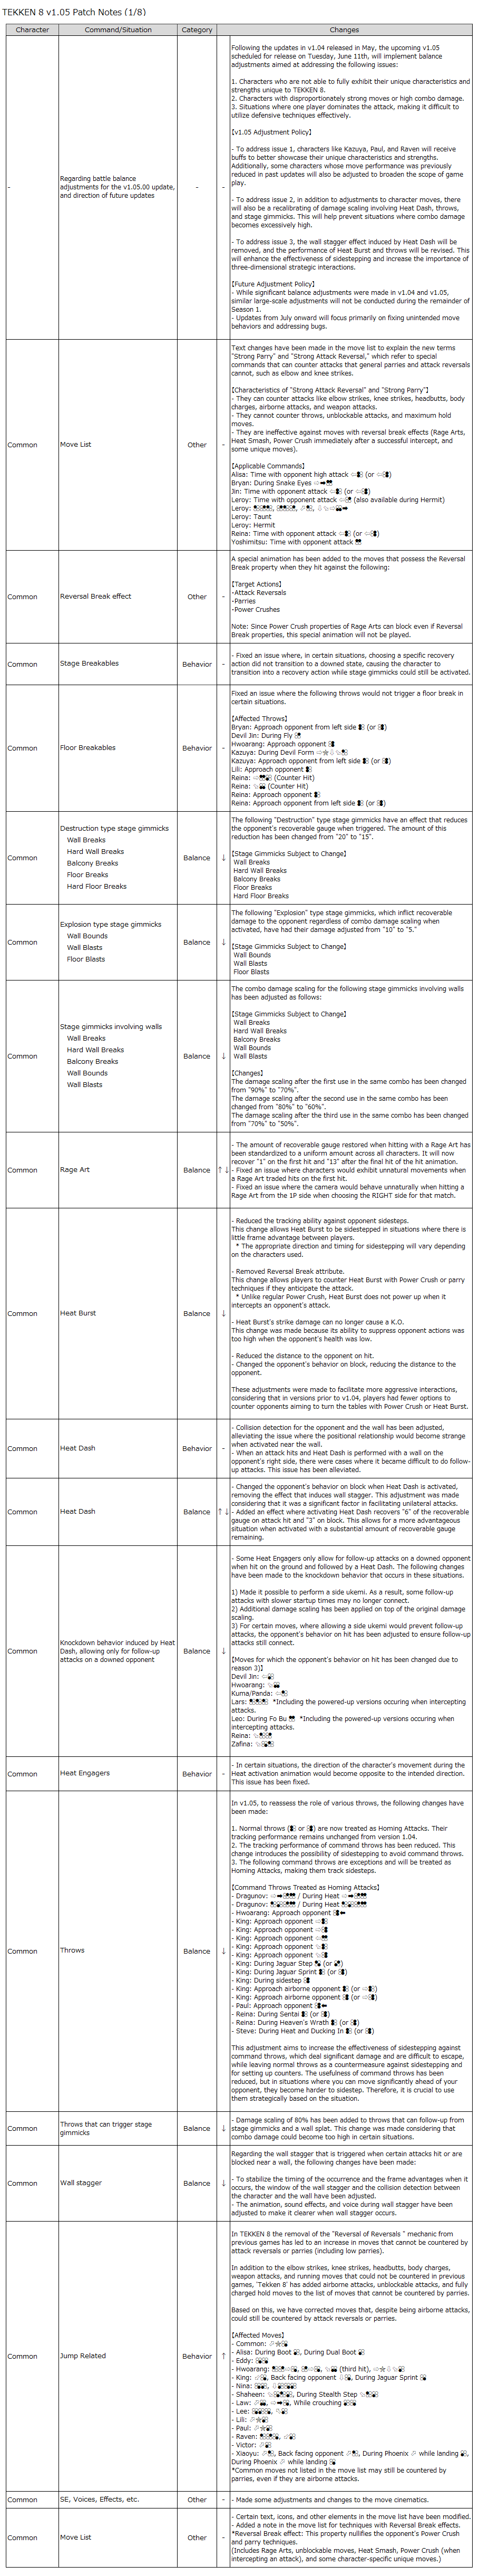 TEKKEN 8 v1.05 Patch Notes (1/8)
Character Command/Situation Category Changes
- Regarding battle balance
adjustments for the v1.05.00 update,
and direction of future updates
- -
Following the updates in v1.04 released in May, the upcoming v1.05
scheduled for release on Tuesday, June 11th, will implement balance
adjustments aimed at addressing the following issues:
1. Characters who are not able to fully exhibit their unique characteristics and
strengths unique to TEKKEN 8.
2. Characters with disproportionately strong moves or high combo damage.
3. Situations where one player dominates the attack, making it difficult to
utilize defensive techniques effectively.
【v1.05 Adjustment Policy】
- To address issue 1, characters like Kazuya, Paul, and Raven will receive
buffs to better showcase their unique characteristics and strengths.
Additionally, some characters whose move performance was previously
reduced in past updates will also be adjusted to broaden the scope of game
play.
- To address issue 2, in addition to adjustments to character moves, there
will also be a recalibrating of damage scaling involving Heat Dash, throws,
and stage gimmicks. This will help prevent situations where combo damage
becomes excessively high.
- To address issue 3, the wall stagger effect induced by Heat Dash will be
removed, and the performance of Heat Burst and throws will be revised. This
will enhance the effectiveness of sidestepping and increase the importance of
three-dimensional strategic interactions.
【Future Adjustment Policy】
- While significant balance adjustments were made in v1.04 and v1.05,
similar large-scale adjustments will not be conducted during the remainder of
Season 1.
- Updates from July onward will focus primarily on fixing unintended move
behaviors and addressing bugs.
Common Move List Other -
Text changes have been made in the move list to explain the new terms
"Strong Parry" and "Strong Attack Reversal," which refer to special
commands that can counter attacks that general parries and attack reversals
cannot, such as elbow and knee strikes.
【Characteristics of "Strong Attack Reversal" and "Strong Parry"】
- They can counter attacks like elbow strikes, knee strikes, headbutts, body
charges, airborne attacks, and weapon attacks.
- They cannot counter throws, unblockable attacks, and maximum hold
moves.
- They are ineffective against moves with reversal break effects (Rage Arts,
Heat Smash, Power Crush immediately after a successful intercept, and
some unique moves).
【Applicable Commands】
Alisa: Time with opponent high attack (or )
Bryan: During Snake Eyes
Jin: Time with opponent attack (or )
Leroy: Time with opponent attack (also available during Hermit)
Leroy: , , ,
Leroy: Taunt
Leroy: Hermit
Reina: Time with opponent attack (or )
Yoshimitsu: Time with opponent attack
Common Reversal Break effect Other -
A special animation has been added to the moves that possess the Reversal
Break property when they hit against the following:
【Target Actions】
-Attack Reversals
-Parries
-Power Crushes
Note: Since Power Crush properties of Rage Arts can block even if Reversal
Break properties, this special animation will not be played.
Common Stage Breakables Behavior -
- Fixed an issue where, in certain situations, choosing a specific recovery
action did not transition to a downed state, causing the character to
transition into a recovery action while stage gimmicks could still be activated.
Common Floor Breakables Behavior -
Fixed an issue where the following throws would not trigger a floor break in
certain situations.
【Affected Throws】
Bryan: Approach opponent from left side (or )
Devil Jin: During Fly
Hwoarang: Approach opponent
Kazuya: During Devil Form
Kazuya: Approach opponent from left side (or )
Lili: Approach opponent
Reina: (Counter Hit)
Reina: (Counter Hit)
Reina: Approach opponent
Reina: Approach opponent from left side (or )
Common
Destruction type stage gimmicks
Wall Breaks
Hard Wall Breaks
Balcony Breaks
Floor Breaks
Hard Floor Breaks
Balance ↓
The following "Destruction" type stage gimmicks have an effect that reduces
the opponent's recoverable gauge when triggered. The amount of this
reduction has been changed from "20" to "15".
【Stage Gimmicks Subject to Change】
Wall Breaks
Hard Wall Breaks
Balcony Breaks
Floor Breaks
Hard Floor Breaks
Common
Explosion type stage gimmicks
Wall Bounds
Wall Blasts
Floor Blasts
Balance ↓
The following "Explosion" type stage gimmicks, which inflict recoverable
damage to the opponent regardless of combo damage scaling when
activated, have had their damage adjusted from "10" to "5."
【Stage Gimmicks Subject to Change】
Wall Bounds
Wall Blasts
Floor Blasts
Common
Stage gimmicks involving walls
Wall Breaks
Hard Wall Breaks
Balcony Breaks
Wall Bounds
Wall Blasts
Balance ↓
The combo damage scaling for the following stage gimmicks involving walls
has been adjusted as follows:
【Stage Gimmicks Subject to Change】
Wall Breaks
Hard Wall Breaks
Balcony Breaks
Wall Bounds
Wall Blasts
【Changes】
The damage scaling after the first use in the same combo has been changed
from "90%" to "70%".
The damage scaling after the second use in the same combo has been
changed from "80%" to "60%".
The damage scaling after the third use in the same combo has been changed
from "70%" to "50%".
Common Rage Art Balance ↑↓
- The amount of recoverable gauge restored when hitting with a Rage Art has
been standardized to a uniform amount across all characters. It will now
recover "1" on the first hit and "13" after the final hit of the hit animation.
- Fixed an issue where characters would exhibit unnatural movements when
a Rage Art traded hits on the first hit.
- Fixed an issue where the camera would behave unnaturally when hitting a
Rage Art from the 1P side when choosing the RIGHT side for that match.
Common Heat Burst Balance ↓
- Reduced the tracking ability against opponent sidesteps.
This change allows Heat Burst to be sidestepped in situations where there is
little frame advantage between players.
* The appropriate direction and timing for sidestepping will vary depending
on the characters used.
- Removed Reversal Break attribute.
This change allows players to counter Heat Burst with Power Crush or parry
techniques if they anticipate the attack.
* Unlike regular Power Crush, Heat Burst does not power up when it
intercepts an opponent's attack.
- Heat Burst's strike damage can no longer cause a K.O.
This change was made because its ability to suppress opponent actions was
too high when the opponent's health was low.
- Reduced the distance to the opponent on hit.
- Changed the opponent's behavior on block, reducing the distance to the
opponent.
These adjustments were made to facilitate more aggressive interactions,
considering that in versions prior to v1.04, players had fewer options to
counter opponents aiming to turn the tables with Power Crush or Heat Burst.
Common Heat Dash Behavior -
- Collision detection for the opponent and the wall has been adjusted,
alleviating the issue where the positional relationship would become strange
when activated near the wall.
- When an attack hits and Heat Dash is performed with a wall on the
opponent's right side, there were cases where it became difficult to do follow-
up attacks. This issue has been alleviated.
Common Heat Dash Balance ↑↓
- Changed the opponent's behavior on block when Heat Dash is activated,
removing the effect that induces wall stagger. This adjustment was made
considering that it was a significant factor in facilitating unilateral attacks.
- Added an effect where activating Heat Dash recovers "6" of the recoverable
gauge on attack hit and "3" on block. This allows for a more advantageous
situation when activated with a substantial amount of recoverable gauge
remaining.
Common
Knockdown behavior induced by Heat
Dash, allowing only for follow-up
attacks on a downed opponent
Balance ↓
- Some Heat Engagers only allow for follow-up attacks on a downed opponent
when hit on the ground and followed by a Heat Dash. The following changes
have been made to the knockdown behavior that occurs in these situations.
1) Made it possible to perform a side ukemi. As a result, some follow-up
attacks with slower startup times may no longer connect.
2) Additional damage scaling has been applied on top of the original damage
scaling.
3) For certain moves, where allowing a side ukemi would prevent follow-up
attacks, the opponent's behavior on hit has been adjusted to ensure follow-up
attacks still connect.
【Moves for which the opponent's behavior on hit has been changed due to
reason 3)】
Devil Jin:
Hwoarang:
Kuma/Panda:
Lars: *Including the powered-up versions occuring when intercepting
attacks.
Leo: During Fo Bu *Including the powered-up versions occuring when
intercepting attacks.
Reina:
Zafina:
Common Heat Engagers Behavior -
- In certain situations, the direction of the character's movement during the
Heat activation animation would become opposite to the intended direction.
This issue has been fixed.
Common Throws Balance ↓
In v1.05, to reassess the role of various throws, the following changes have
been made:
1. Normal throws ( or ) are now treated as Homing Attacks. Their
tracking performance remains unchanged from version 1.04.
2. The tracking performance of command throws has been reduced. This
change introduces the possibility of sidestepping to avoid command throws.
3. The following command throws are exceptions and will be treated as
Homing Attacks, making them track sidesteps.
【Command Throws Treated as Homing Attacks】
- Dragunov: / During Heat
- Dragunov: / During Heat
- Hwoarang: Approach opponent
- King: Approach opponent
- King: Approach opponent
- King: Approach opponent
- King: Approach opponent
- King: Approach opponent
- King: During Jaguar Step (or )
- King: During Jaguar Sprint (or )
- King: During sidestep
- King: Approach airborne opponent (or )
- King: Approach airborne opponent (or )
- Paul: Approach opponent
- Reina: During Sentai (or )
- Reina: During Heaven's Wrath (or )
- Steve: During Heat and Ducking In (or )
This adjustment aims to increase the effectiveness of sidestepping against
command throws, which deal significant damage and are difficult to escape,
while leaving normal throws as a countermeasure against sidestepping and
for setting up counters. The usefulness of command throws has been
reduced, but in situations where you can move significantly ahead of your
opponent, they become harder to sidestep. Therefore, it is crucial to use
them strategically based on the situation.
Common
Throws that can trigger stage
gimmicks
Balance ↓
- Damage scaling of 80% has been added to throws that can follow-up from
stage gimmicks and a wall splat. This change was made considering that
combo damage could become too high in certain situations.
Common Wall stagger Balance ↓
Regarding the wall stagger that is triggered when certain attacks hit or are
blocked near a wall, the following changes have been made:
- To stabilize the timing of the occurrence and the frame advantages when it
occurs, the window of the wall stagger and the collision detection between
the character and the wall have been adjusted.
- The animation, sound effects, and voice during wall stagger have been
adjusted to make it clearer when wall stagger occurs.
Common Jump Related Behavior ↑
In TEKKEN 8 the removal of the "Reversal of Reversals " mechanic from
previous games has led to an increase in moves that cannot be countered by
attack reversals or parries (including low parries).
In addition to the elbow strikes, knee strikes, headbutts, body charges,
weapon attacks, and running moves that could not be countered in previous
games, 'Tekken 8' has added airborne attacks, unblockable attacks, and fully
charged hold moves to the list of moves that cannot be countered by parries.
Based on this, we have corrected moves that, despite being airborne attacks,
could still be countered by attack reversals or parries.
【Affected Moves】
- Common:
- Alisa: During Boot , During Dual Boot
- Eddy:
- Hwoarang: , , (third hit),
- King: , Back facing opponent , During Jaguar Sprint
- Nina: ,
- Shaheen: , During Stealth Step
- Law: , , While crouching
- Lee: ,
- Lili:
- Paul:
- Raven: ,
- Victor:
- Xiaoyu: , Back facing opponent , During Phoenix while landing ,
During Phoenix while landing
*Common moves not listed in the move list may still be countered by
parries, even if they are airborne attacks.
Common SE, Voices, Effects, etc. Other - - Made some adjustments and changes to the move cinematics.
Common Move List Other -
- Certain text, icons, and other elements in the move list have been modified.
- Added a note in the move list for techniques with Reversal Break effects.
*Reversal Break effect: This property nullifies the opponent's Power Crush
and parry techniques.
(Includes Rage Arts, unblockable moves, Heat Smash, Power Crush (when
intercepting an attack), and some character-specific unique moves.)